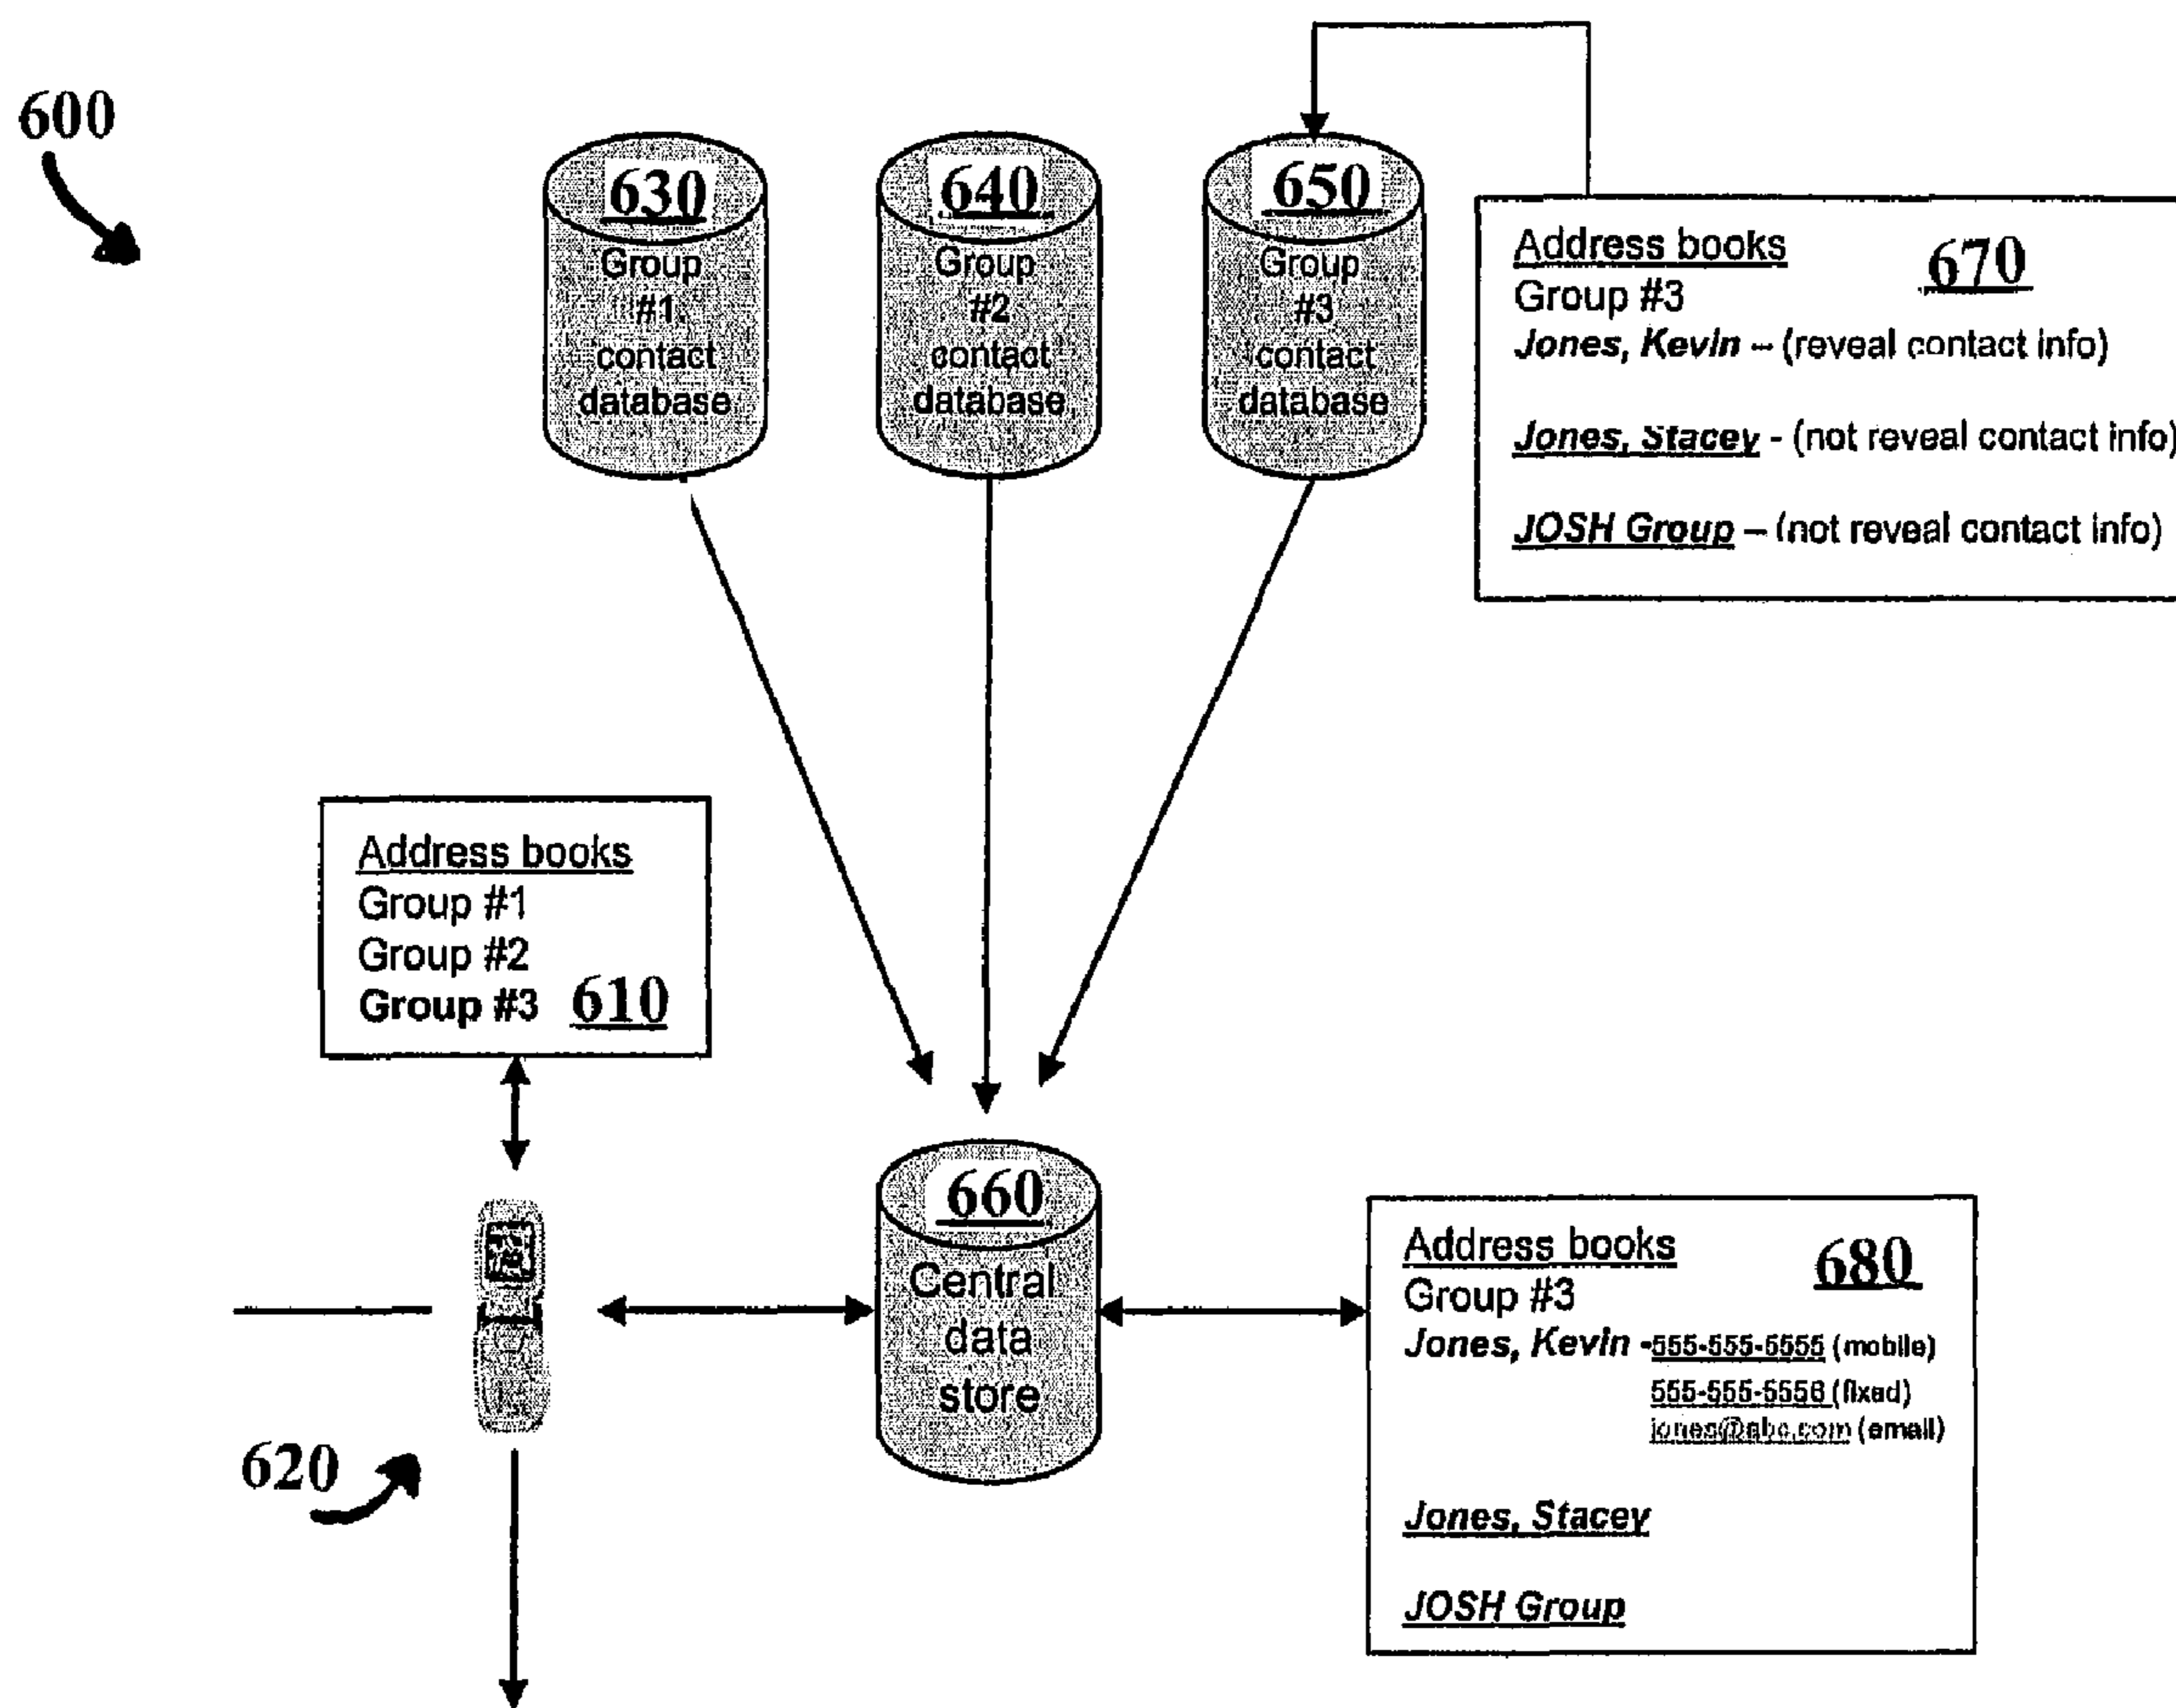 600
630
Group
#1
contact
database
640
Group
#2
contact
database
650
Group
#3
contact
database
Address books
670
Group #3
Jones, Kevin – (reveal contact info)
Jones, Stacey - (not reveal contact info)
JOSH Group – (not reveal contact info)
Address books
Group #1
Group #2
Group #3 610
660
Central
data
store
620
Address books
680
Group #3
Jones, Kevin -555-555-5555 (mobile)
555-555-5556 (fixed)
jones@abc.com (email)
Jones, Stacey
JOSH Group